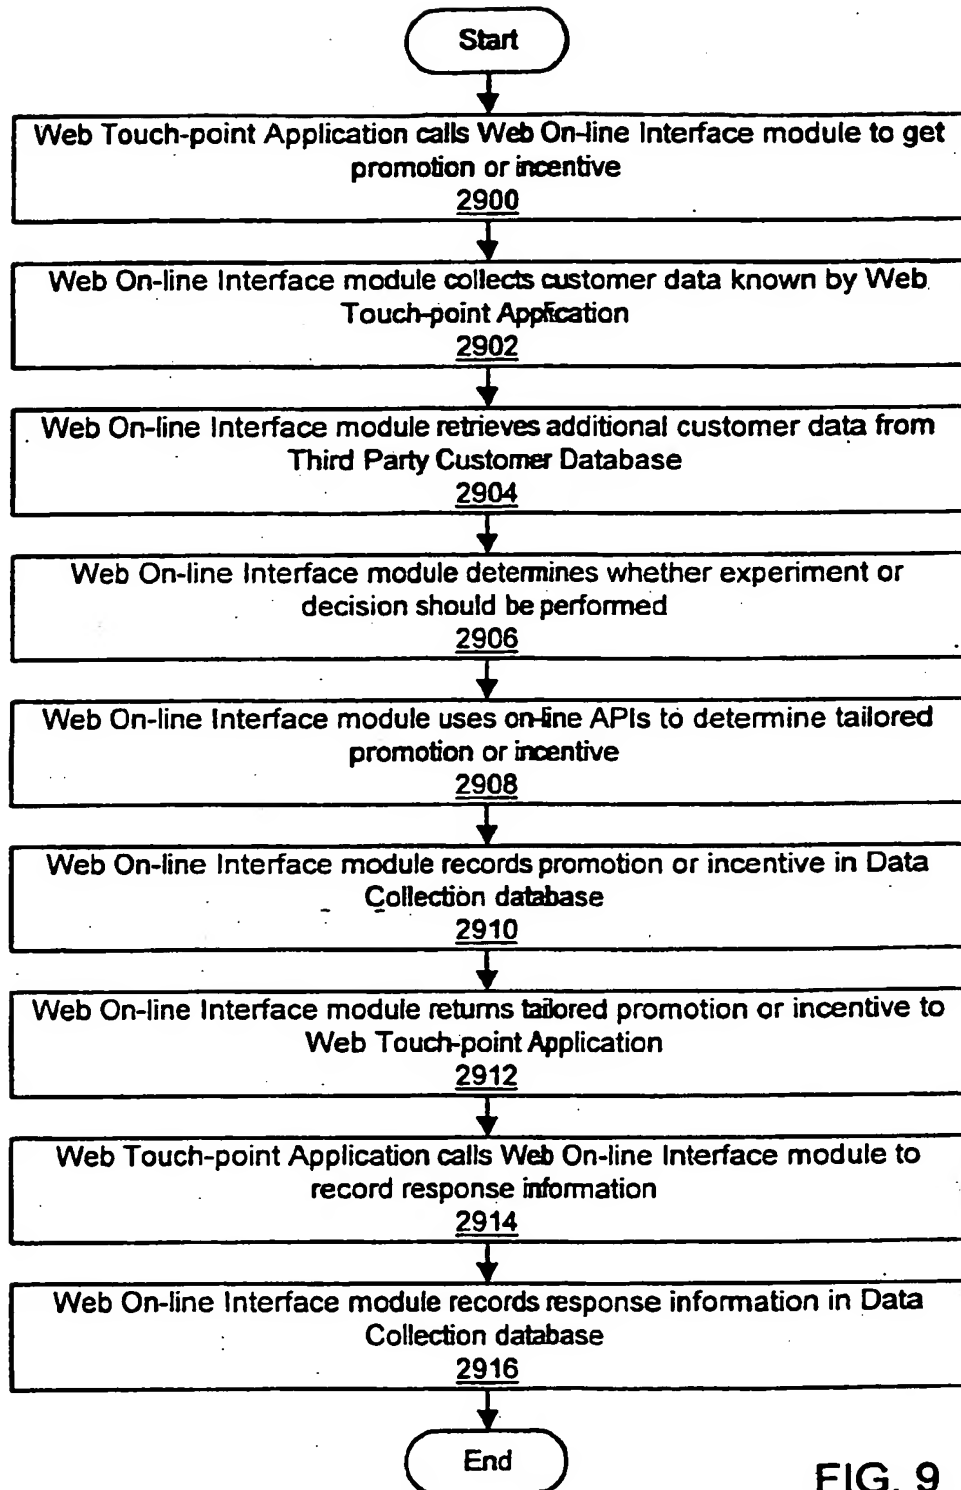 Start
Web Touch-point Application calls Web On-line Interface module to get
promotion or incentive
2900
Web On-line Interface module collects customer data known by Web
Touch-point Application
2902
Web On-line Interface module retrieves additional customer data from
Third Party Customer Database
2904
Web On-line Interface module determines whether experiment or
decision should be performed
2906
Web On-line Interface module uses on-line APIs to determine tailored
promotion or incentive
2908
Web On-line Interface module records promotion or incentive in Data
Collection database
2910
Web On-line Interface module returns tailored promotion or incentive to
Web Touch-point Application
2912
Web Touch-point Application calls Web On-line Interface module to
record response information
2914
Web On-line Interface module records response information in Data
Collection database
2916
End
FIG. 9